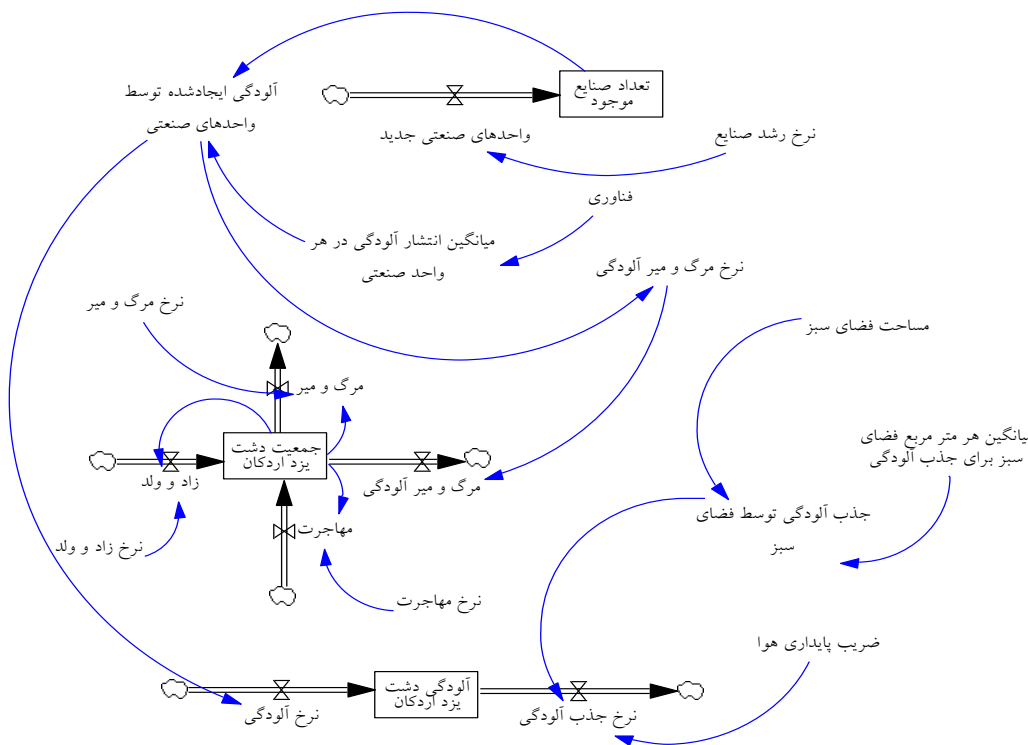 تعداد صنایع
موجود
آلودگی ایجادشده توسط
واحدهای صنعتی
واحدهای صنعتی جدید
نرخ رشد صنایع
فناوری
میانگین انتشار آلودگی در هر
واحد صنعتی
نرخ مرگ و میر آلودگی
نرخ مرگ و میر
مساحت فضای سبز
مرگ و میر
جمعیت دشت
یزد اردکان
زاد و ولد
مرگ و میر آلودگی
یانگین هر متر مربع فضای
سبز برای جذب آلودگی
جذب آلودگی توسط فضای
سبز
مهاجرت
نرخ زاد و ولد
نرخ مهاجرت
ضریب پایداری هوا
آلودگی دشت
یزد اردکان
نرخ آلودگی
نرخ جذب آلودگی